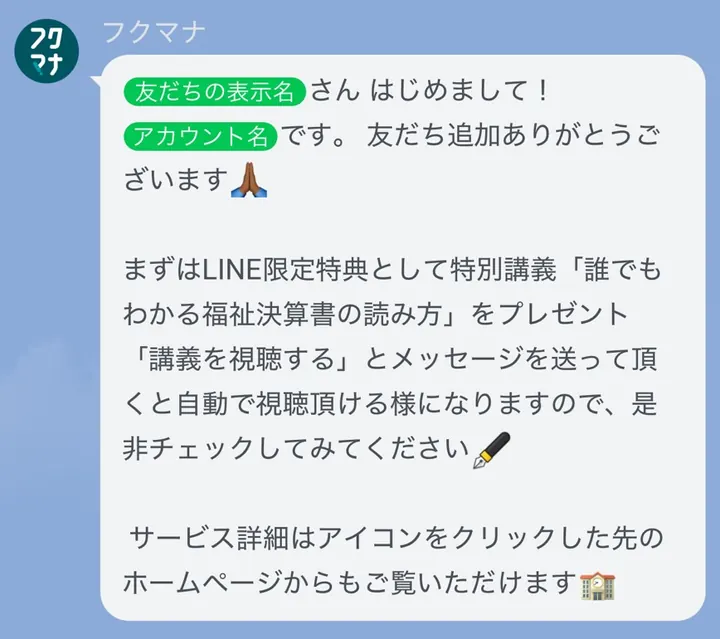 フク
マナ
フクマナ
友だちの表示名さん はじめまして！
アカウント名です。 友だち追加ありがとうご
ざいます🙏🏾
まずはLINE限定特典として特別講義「誰でも
わかる福祉決算書の読み方」をプレゼント
「講義を視聴する」とメッセージを送って頂
くと自動で視聴頂ける様になりますので、是
非チェックしてみてください🖋
サービス詳細はアイコンをクリックした先の
ホームページからもご覧いただけます🏫